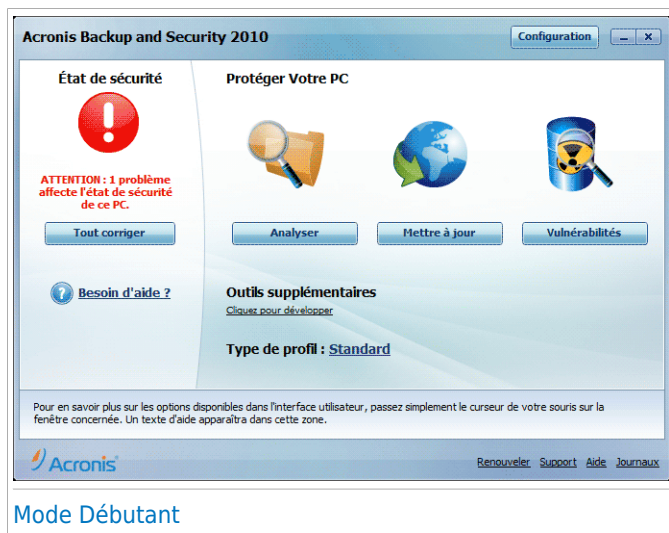 Acronis Backup and Security 2010
Configuration
État de sécurité
ATTENTION : 1 problème
affecte l'état de sécurité
de ce PC.
Tout corriger
Besoin d'aide ?
Protéger Votre PC
Analyser
Mettre à jour
Vulnérabilités
Outils supplémentaires
Cliquez pour développer
Type de profil : Standard
Pour en savoir plus sur les options disponibles dans l'interface utilisateur, passez simplement le curseur de votre souris sur la
fenêtre concernée. Un texte d'aide apparaîtra dans cette zone.
Acronis
Renouveler Support Aide Journaux
Mode Débutant